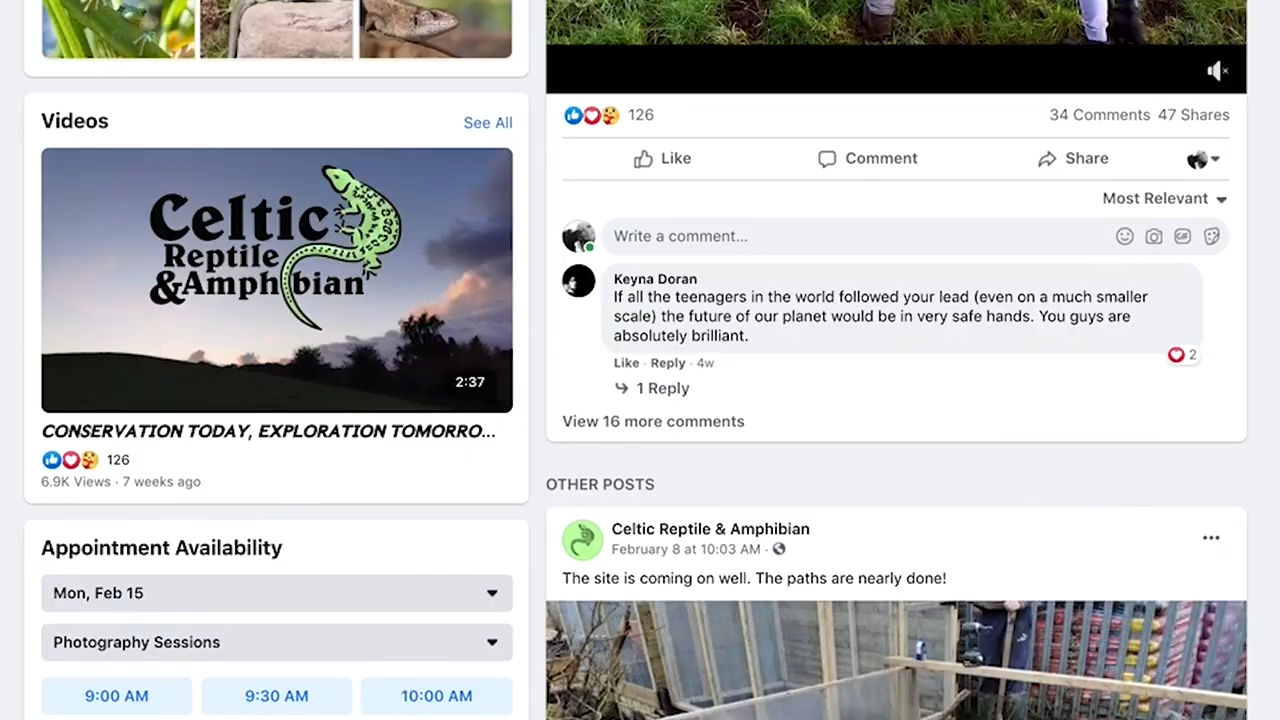 Videos
See All
Celtic
Reptile
&Amphibian
2:37
CONSERVATION TODAY, EXPLORATION TOMORRO...
126
6.9K Views · 7 weeks ago
Appointment Availability
Mon, Feb 15
Photography Sessions
9:00 AM
9:30 AM
10:00 AM
126
34 Comments 47 Shares
Like
Comment
Share
Most Relevant
Write a comment...
GIF
Keyna Doran
If all the teenagers in the world followed your lead (even on a much smaller
scale) the future of our planet would be in very safe hands. You guys are
absolutely brilliant.
2
Like · Reply · 4w
1 Reply
View 16 more comments
OTHER POSTS
Celtic Reptile & Amphibian
February 8 at 10:03 AM ·
The site is coming on well. The paths are nearly done!